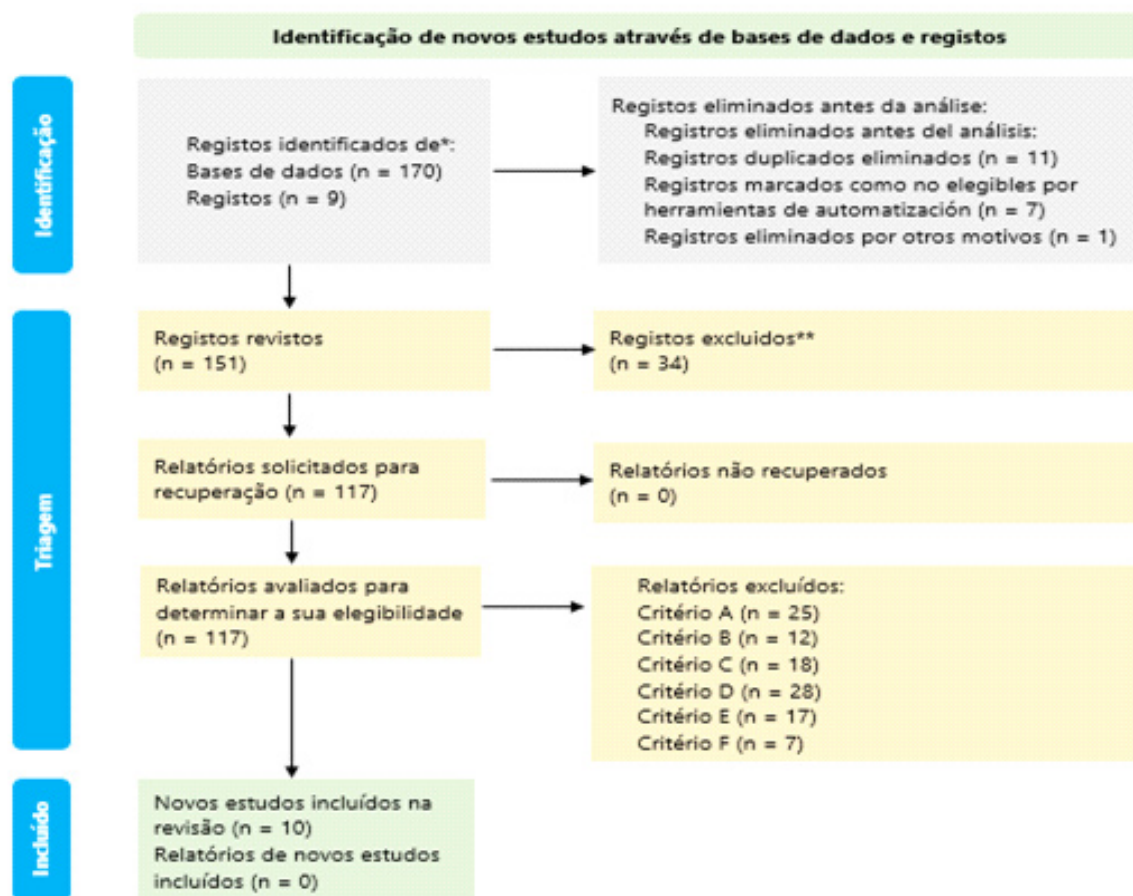 Identificação de novos estudos através de bases de dados e registos
Identificação
Registos identificados de*:
Bases de dados (n = 170)
Registos (n = 9)
Registos eliminados antes da análise:
Registros eliminados antes del análisis:
Registros duplicados eliminados (n = 11)
Registros marcados como no elegibles por
herramientas de automatización (n = 7)
Registros eliminados por otros motivos (n = 1)
Triagem
Registos revistos
(n = 151)
Registos excluidos**
(n = 34)
Relatórios solicitados para
recuperação (n = 117)
Relatórios não recuperados
(n = 0)
Relatórios avaliados para
determinar a sua elegibilidade
(n = 117)
Relatórios excluídos:
Critério A (n = 25)
Critério B (n = 12)
Critério C (n = 18)
Critério D (n = 28)
Critério E (n = 17)
Critério F (n = 7)
Incluído
Novos estudos incluídos na
revisão (n = 10)
Relatórios de novos estudos
incluídos (n = 0)